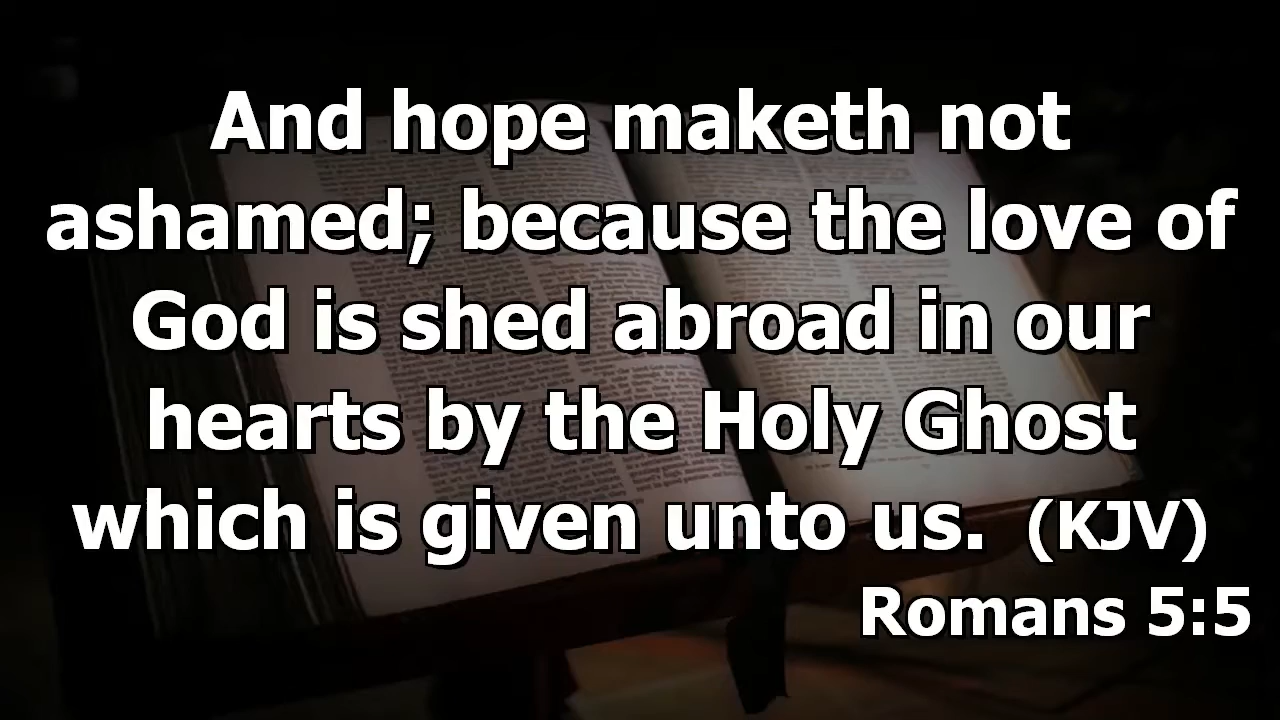 And hope maketh not
ashamed; because the love of
God is shed abroad in our
hearts by the Holy Ghost
which is given unto us. (KJV)
Romans 5:5